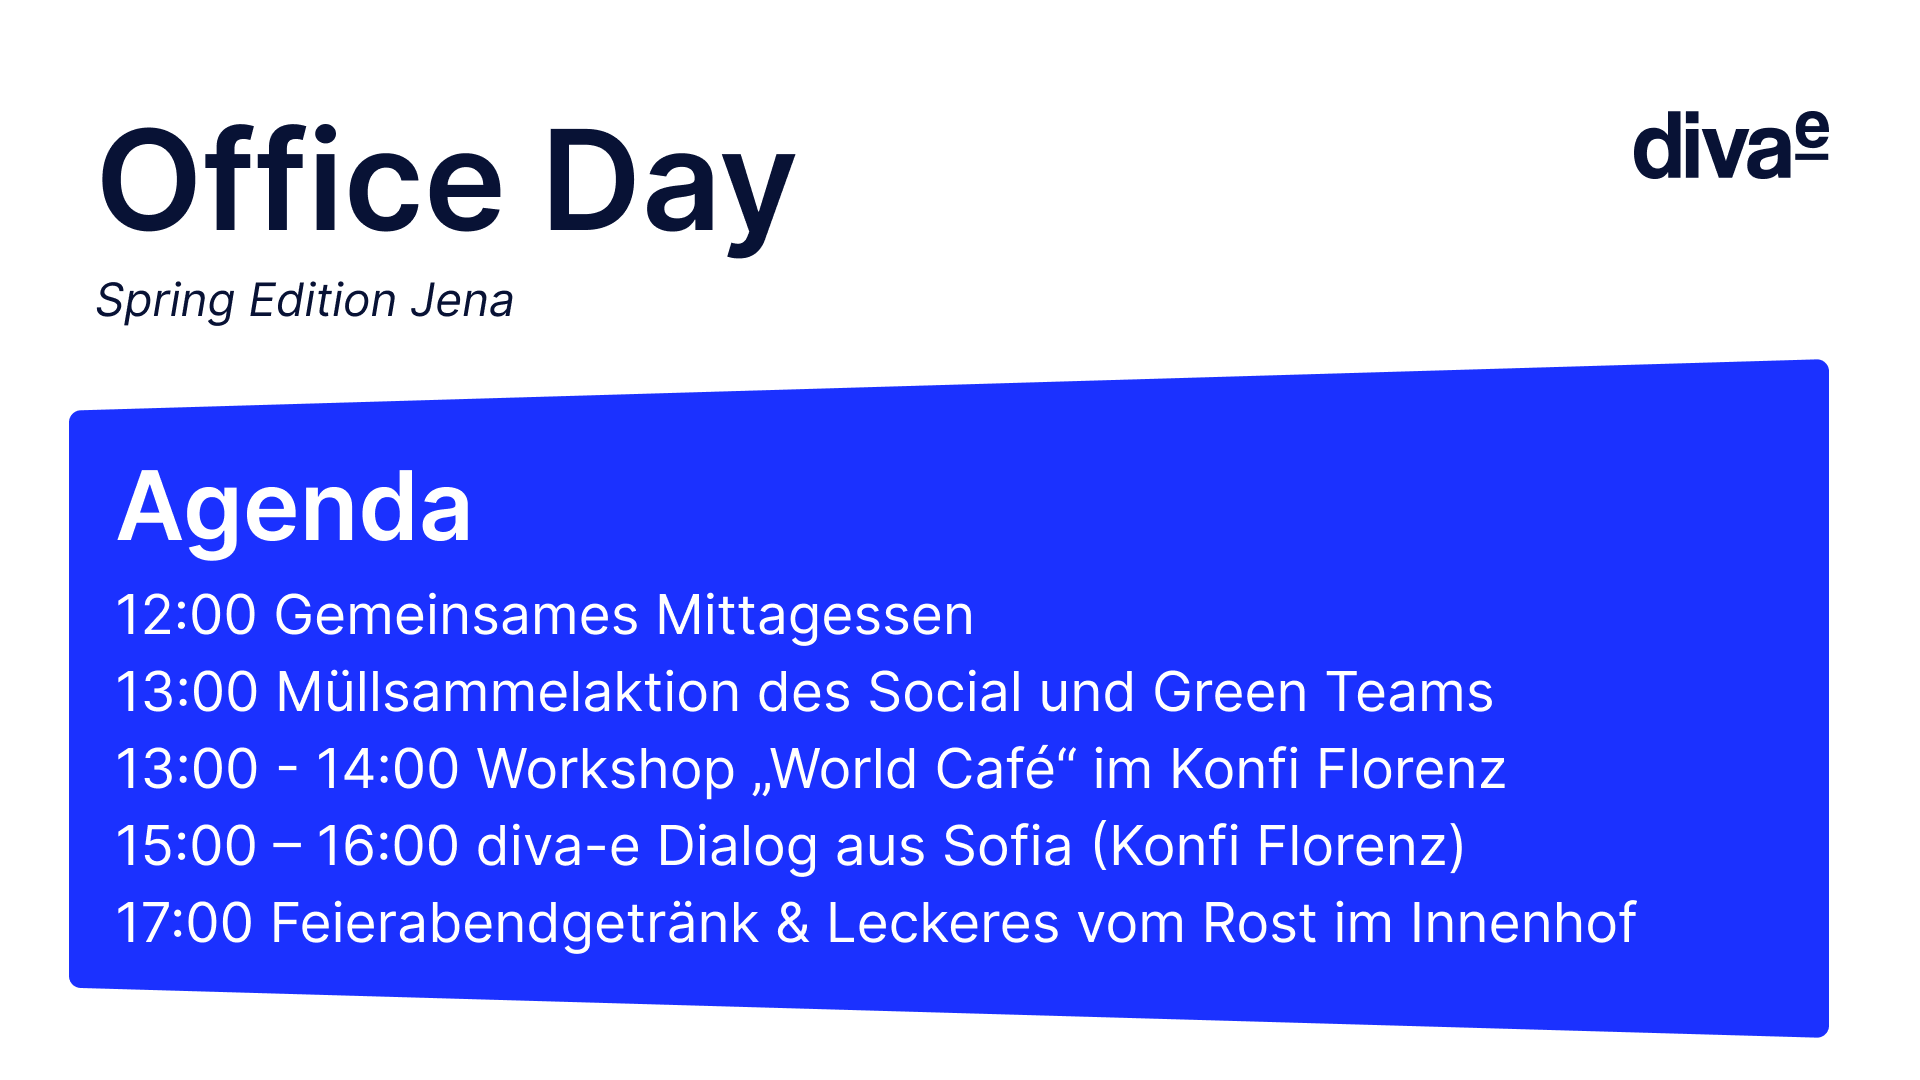 Office Day
divae
Spring Edition Jena
Agenda
12:00 Gemeinsames Mittagessen
13:00 Müllsammelaktion des Social und Green Teams
13:00 - 14:00 Workshop „World Café“ im Konfi Florenz
15:00 – 16:00 diva-e Dialog aus Sofia (Konfi Florenz)
17:00 Feierabendgetränk & Leckeres vom Rost im Innenhof